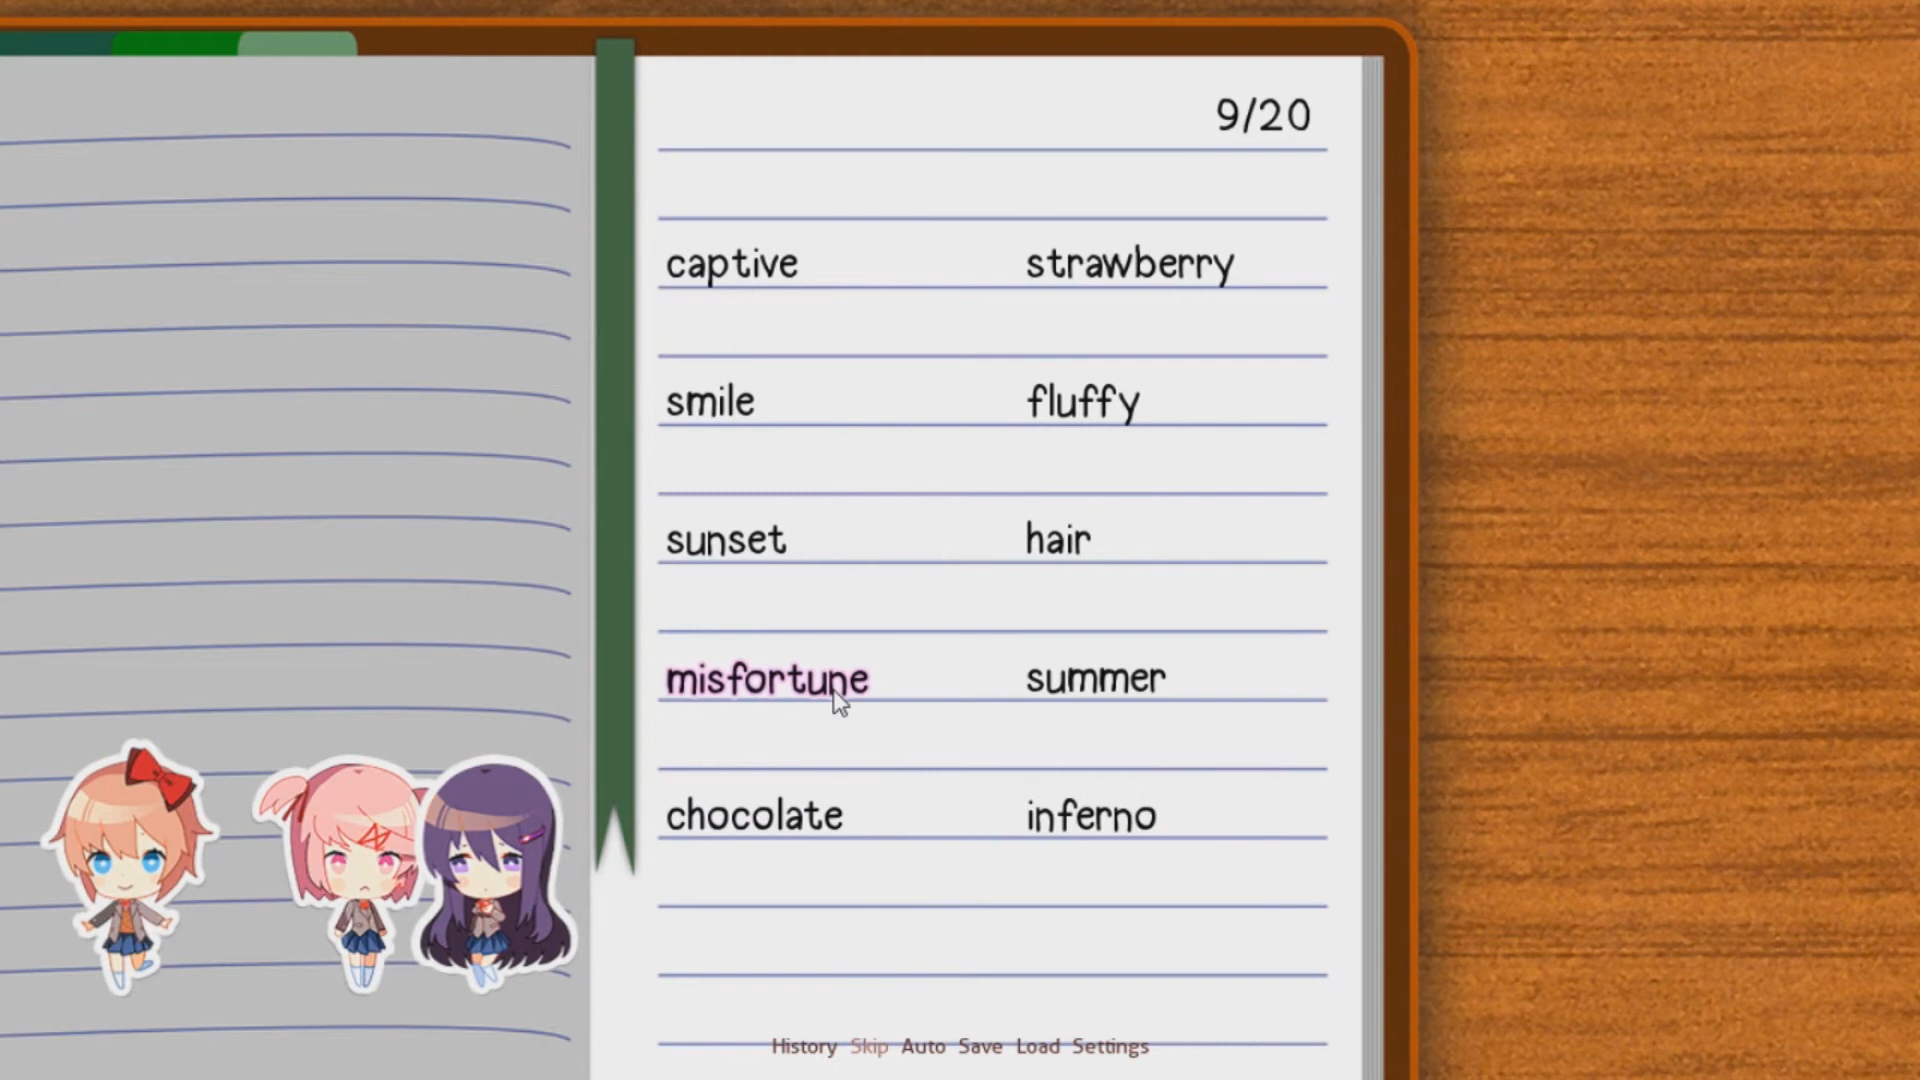 9/20
captive strawberry
smile fluffy
sunset hair
misfortune summer
chocolate inferno
History Skip Auto Save Load Settings